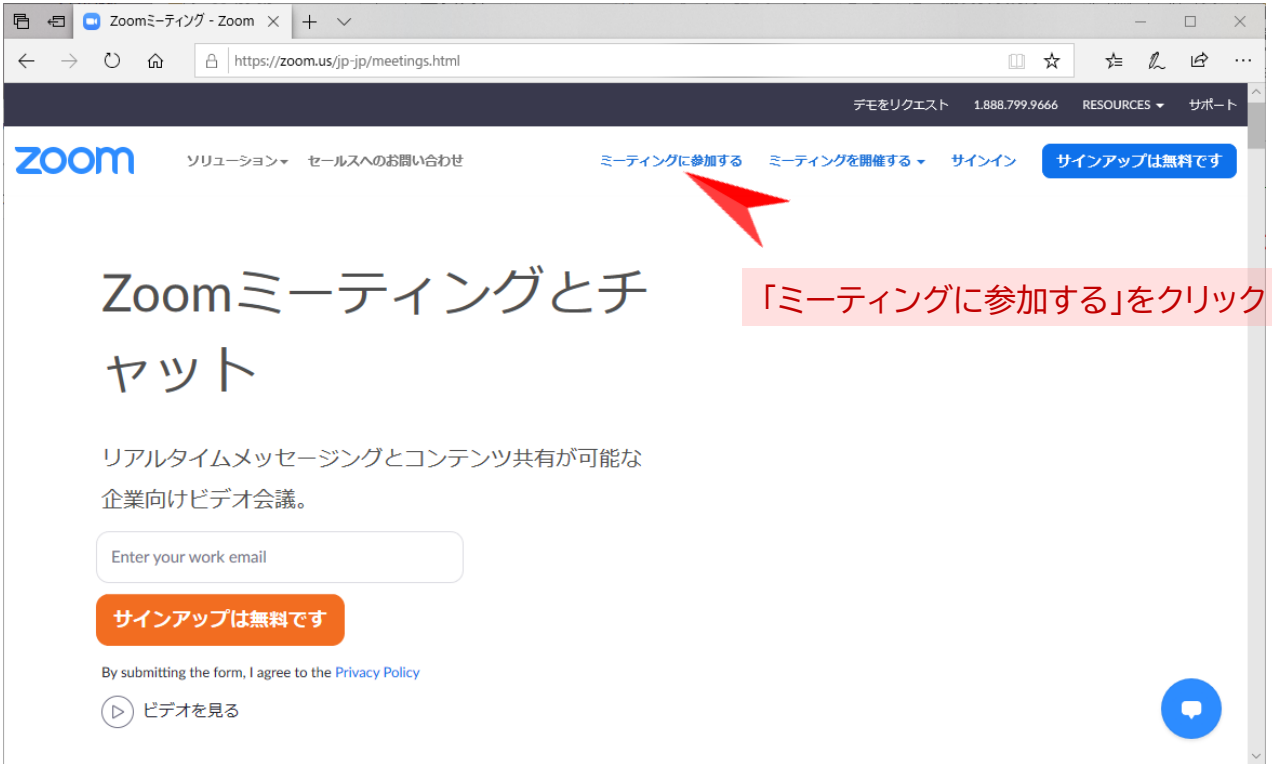 Zoomミーティング - Zoom
https://zoom.us/jp-jp/meetings.html
デモをリクエスト 1.888.799.9666 RESOURCES サポート
zoom ソリューション セールスへのお問い合わせ ミーティングに参加する ミーティングを開催する サインイン サインアップは無料です
「ミーティングに参加する」をクリック
Zoomミーティングとチ
ャット
リアルタイムメッセージングとコンテンツ共有が可能な
企業向けビデオ会議。
Enter your work email
サインアップは無料です
By submitting the form, I agree to the Privacy Policy
ビデオを見る